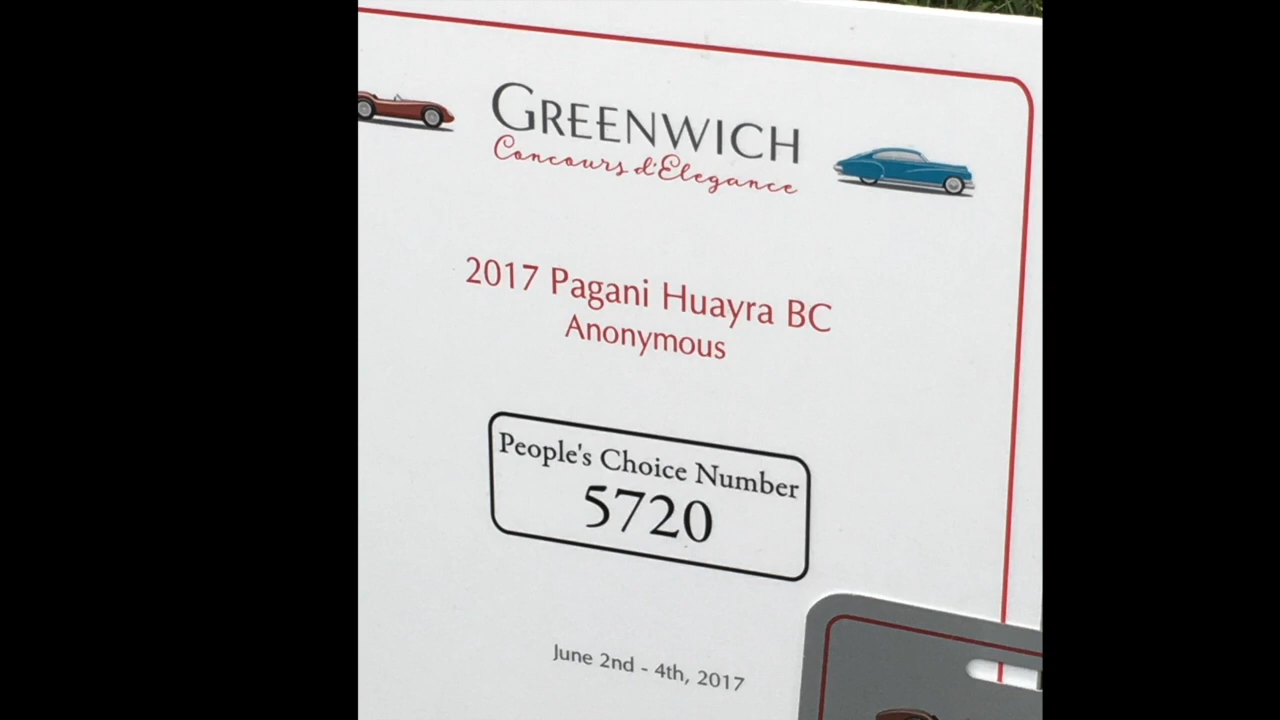 GREENWICH
Concours d'Elegance
2017 Pagani Huayra BC
Anonymous
People's Choice Number
5720
June 2nd - 4th, 2017